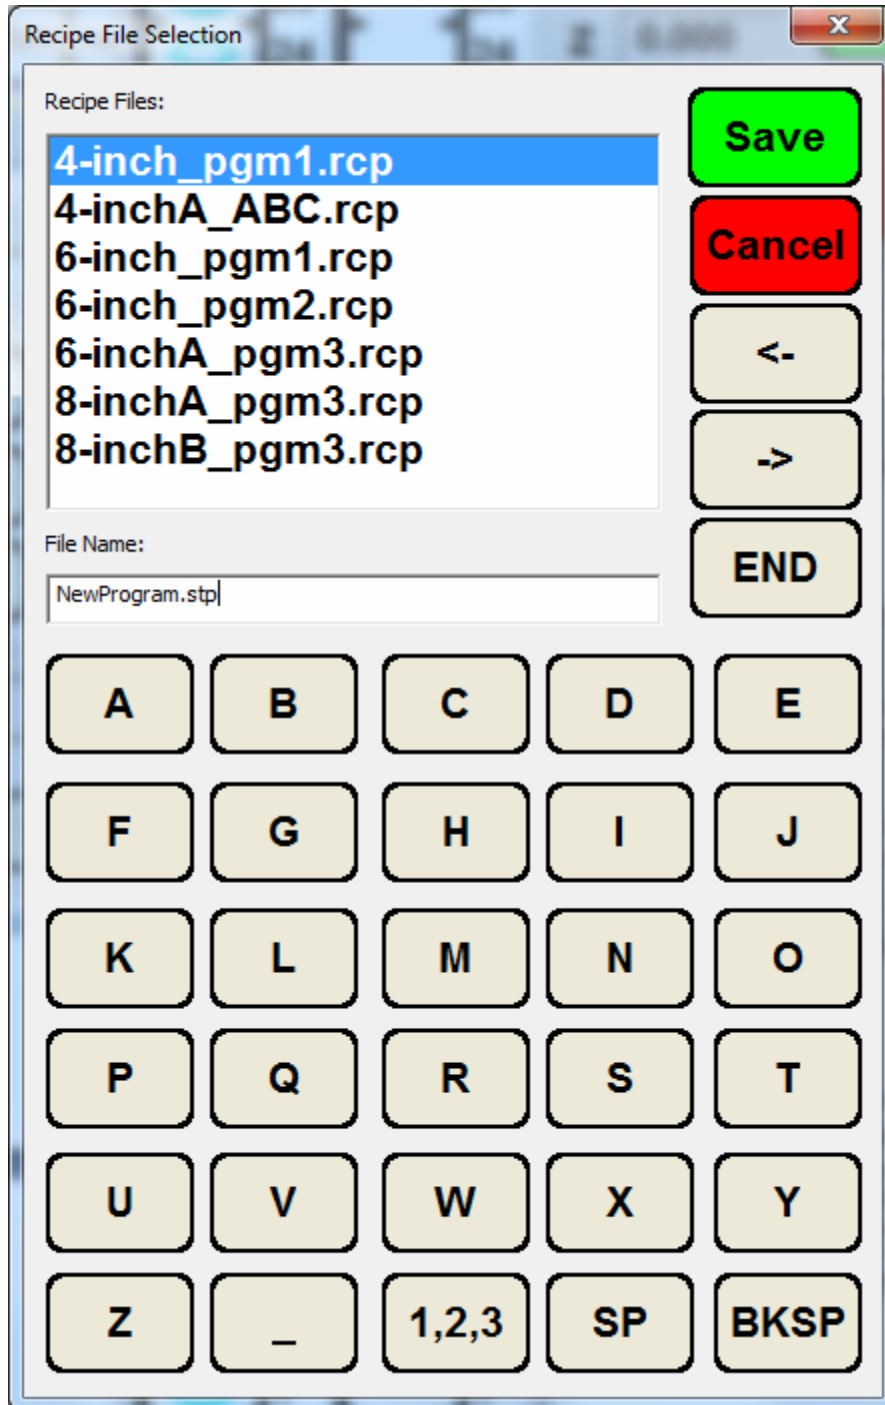 Recipe File Selection
Z 0.000
X
Recipe Files:
4-inch_pgm1.rcp
4-inchA_ABC.rcp
6-inch_pgm1.rcp
6-inch_pgm2.rcp
6-inchA_pgm3.rcp
8-inchA_pgm3.rcp
8-inchB_pgm3.rcp
Save
Cancel
<-
->
END
File Name:
NewProgram.stp
A B C D E
F G H I J
K L M N O
P Q R S T
U V W X Y
Z _ 1,2,3 SP BKSP